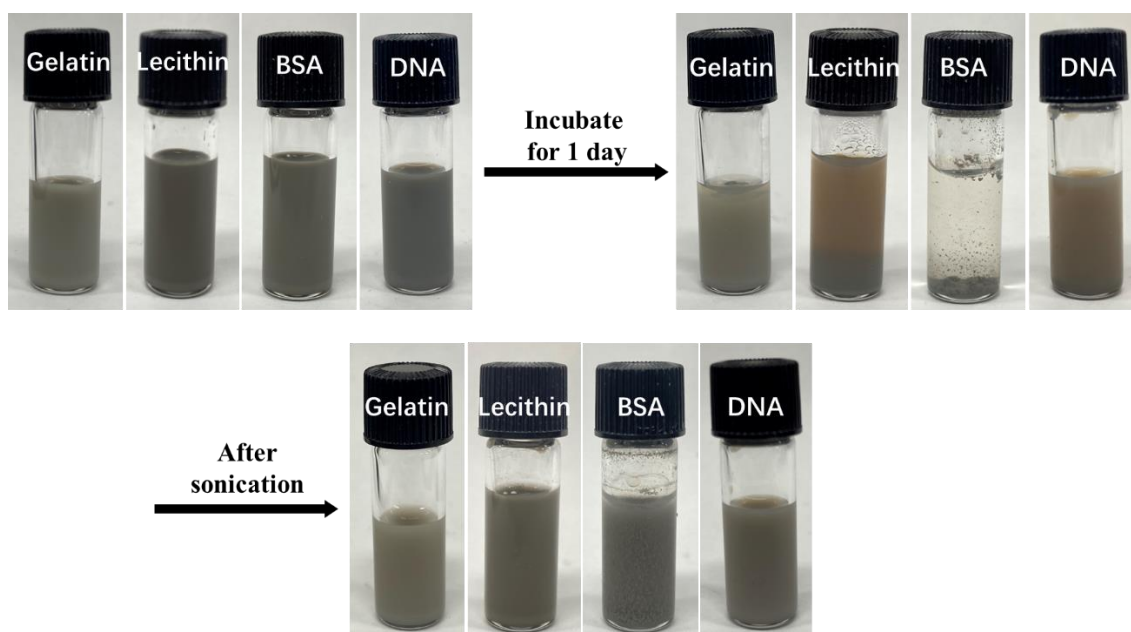 Gelatin
Lecithin
BSA
DNA
Incubate
for 1 day
Gelatin
Lecithin
BSA
DNA
After
sonication
Gelatin
Lecithin
BSA
DNA